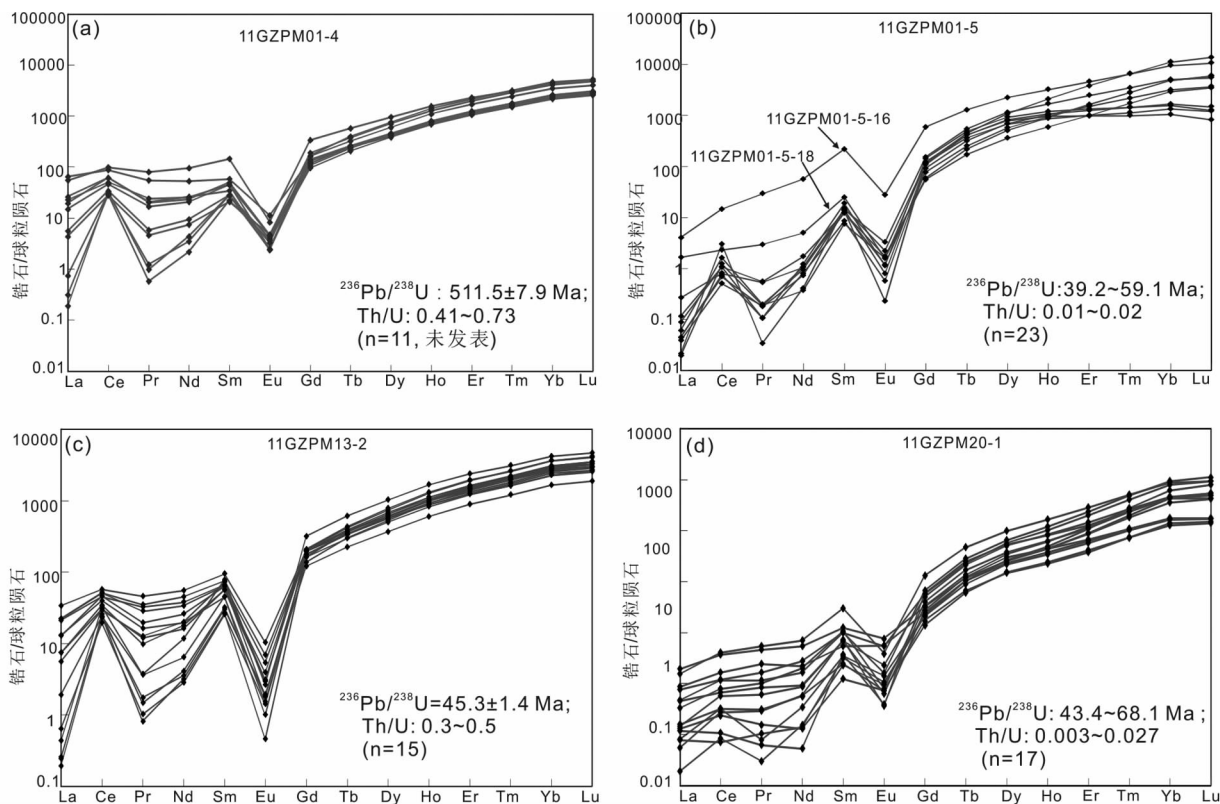 (a)
11GZPM01-4
100000
10000
1000
100
10
1
0.1
0.01
锆石/球粒陨石
²³⁶Pb/²³⁸U : 511.5±7.9 Ma;
Th/U: 0.41~0.73
(n=11, 未发表)
La Ce Pr Nd Sm Eu Gd Tb Dy Ho Er Tm Yb Lu
(b)
11GZPM01-5
100000
10000
1000
100
10
1
0.1
0.01
锆石/球粒陨石
11GZPM01-5-16
11GZPM01-5-18
²³⁶Pb/²³⁸U:39.2~59.1 Ma;
Th/U: 0.01~0.02
(n=23)
La Ce Pr Nd Sm Eu Gd Tb Dy Ho Er Tm Yb Lu
(c)
11GZPM13-2
10000
1000
100
10
1
0.1
锆石/球粒陨石
²³⁶Pb/²³⁸U=45.3±1.4 Ma;
Th/U: 0.3~0.5
(n=15)
La Ce Pr Nd Sm Eu Gd Tb Dy Ho Er Tm Yb Lu
(d)
11GZPM20-1
10000
1000
100
10
1
0.1
0.01
锆石/球粒陨石
²³⁶Pb/²³⁸U: 43.4~68.1 Ma ;
Th/U: 0.003~0.027
(n=17)
La Ce Pr Nd Sm Eu Gd Tb Dy Ho Er Tm Yb Lu